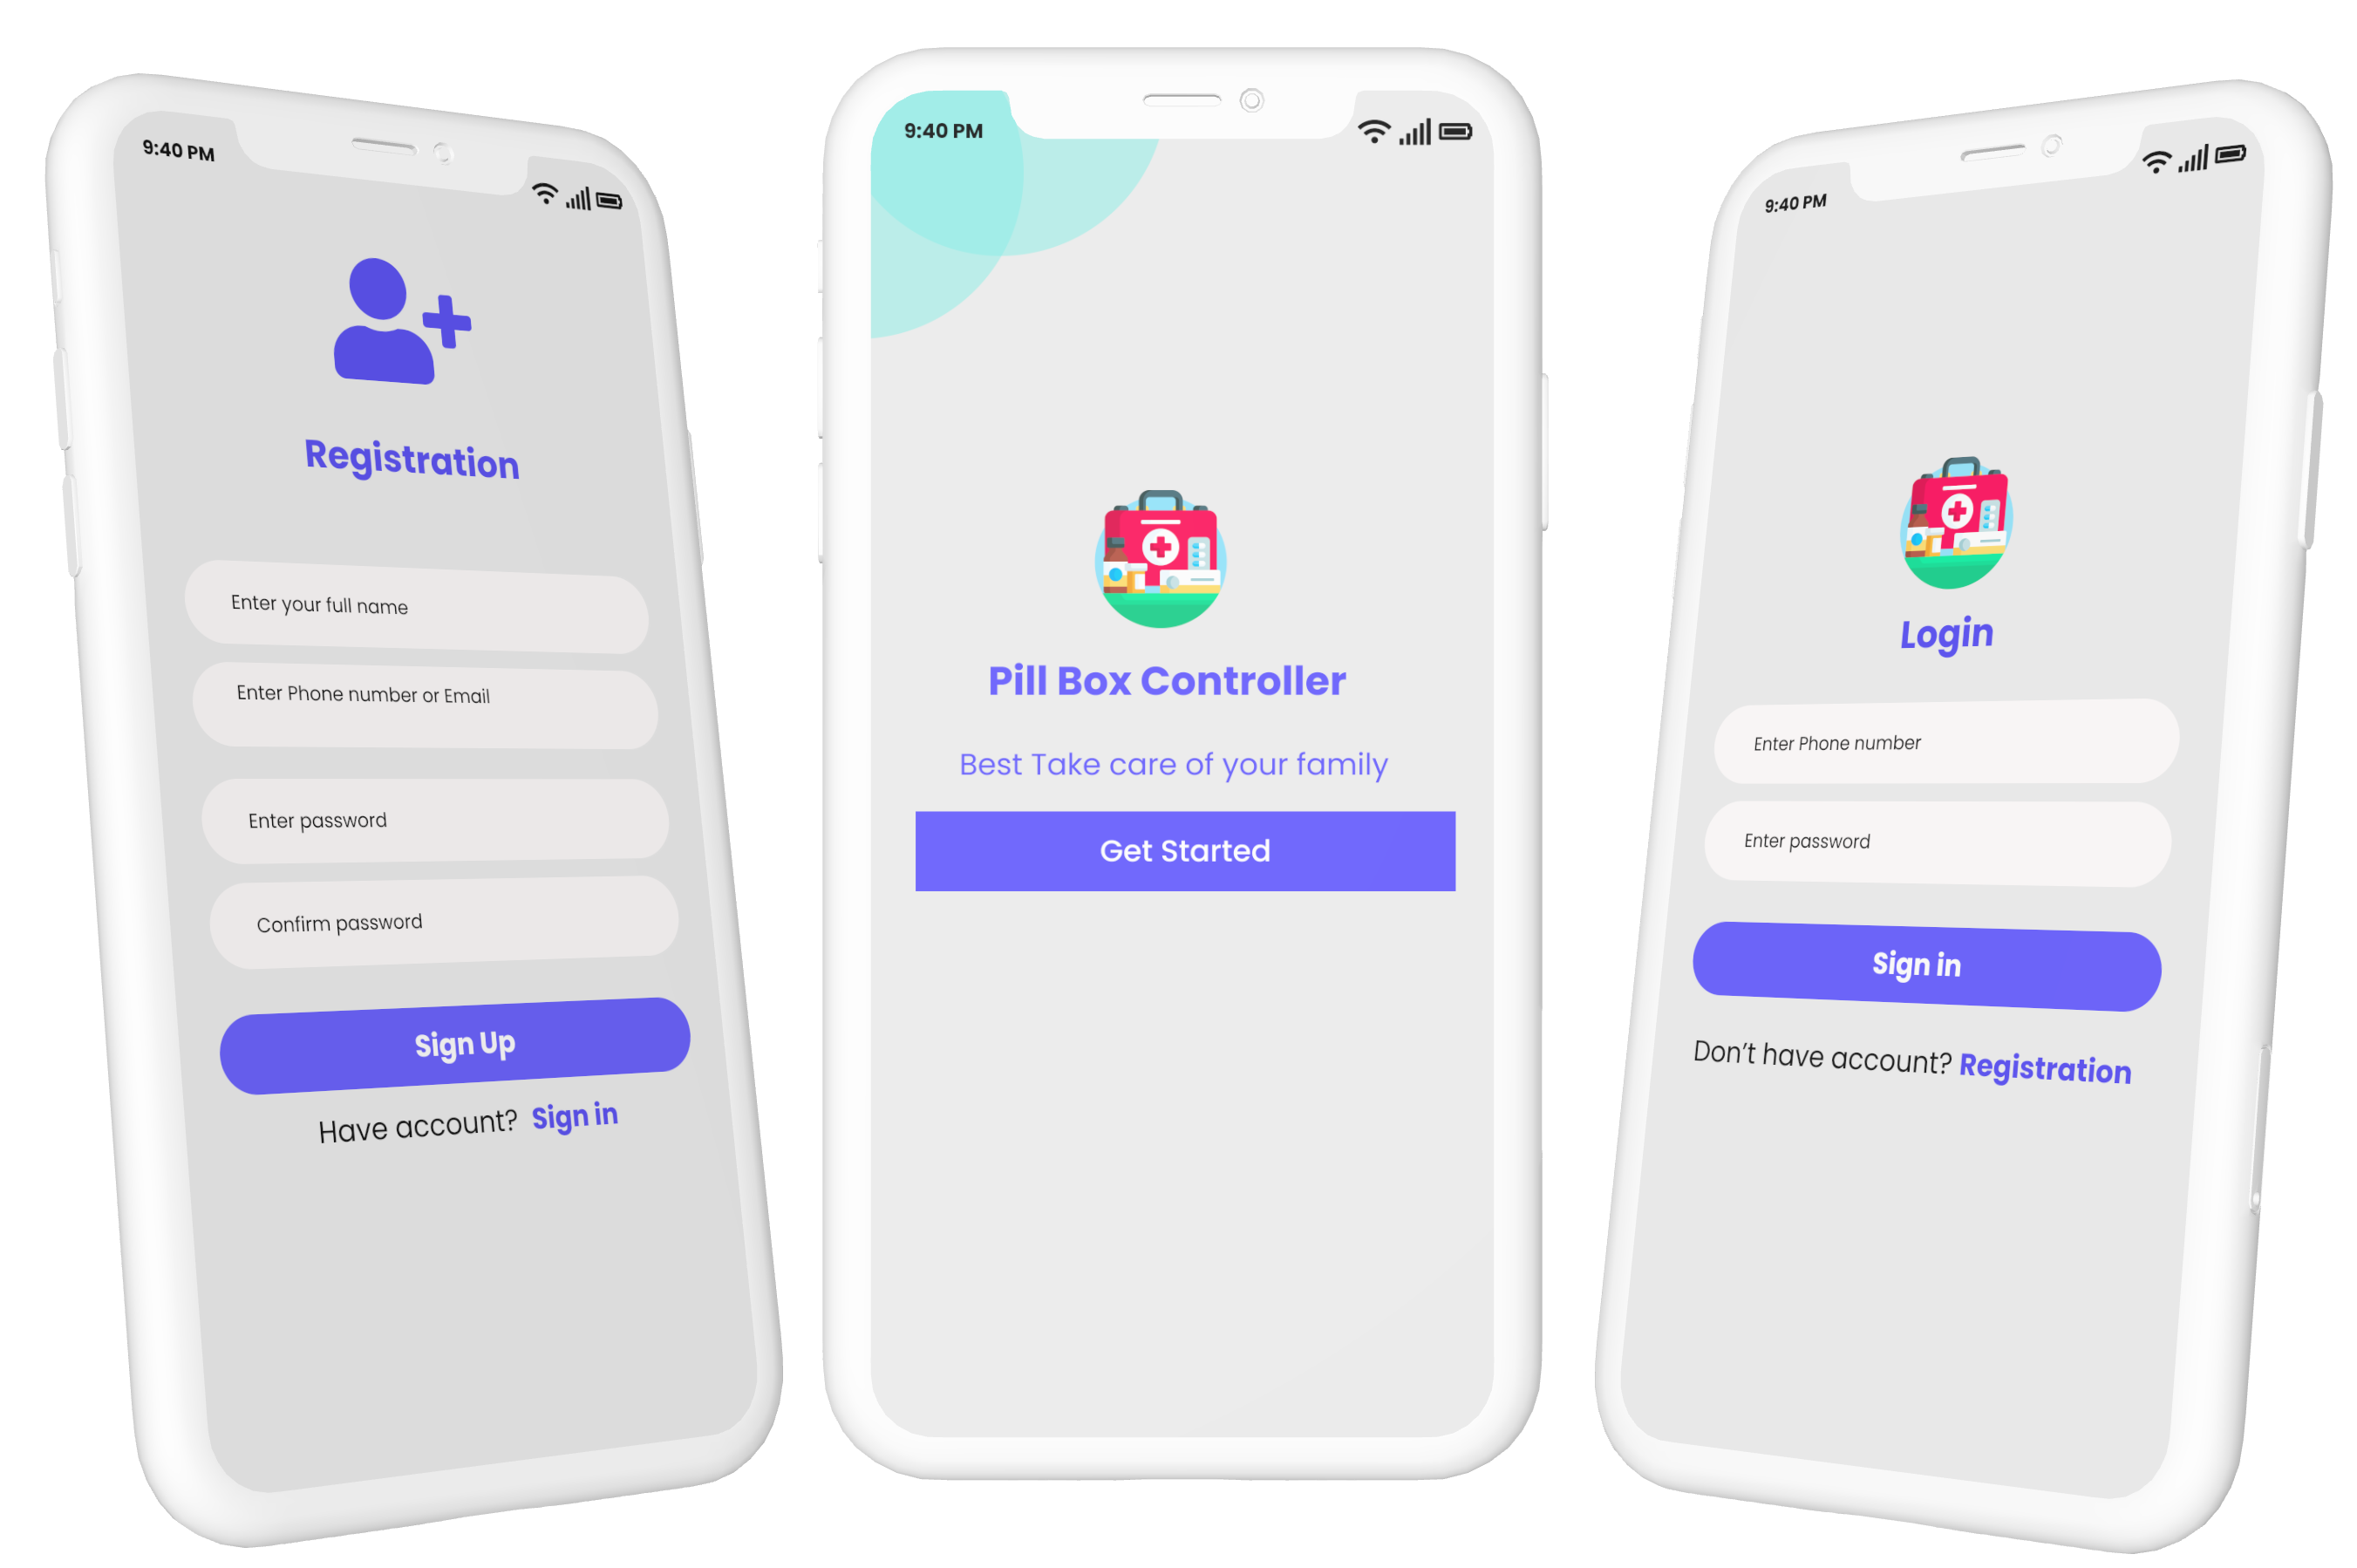 9:40 PM
Registration
Enter your full name
Enter Phone number or Email
Enter password
Confirm password
Sign Up
Have account? Sign in
9:40 PM
Pill Box Controller
Best Take care of your family
Get Started
9:40 PM
Login
Enter Phone number
Enter password
Sign in
Don’t have account? Registration